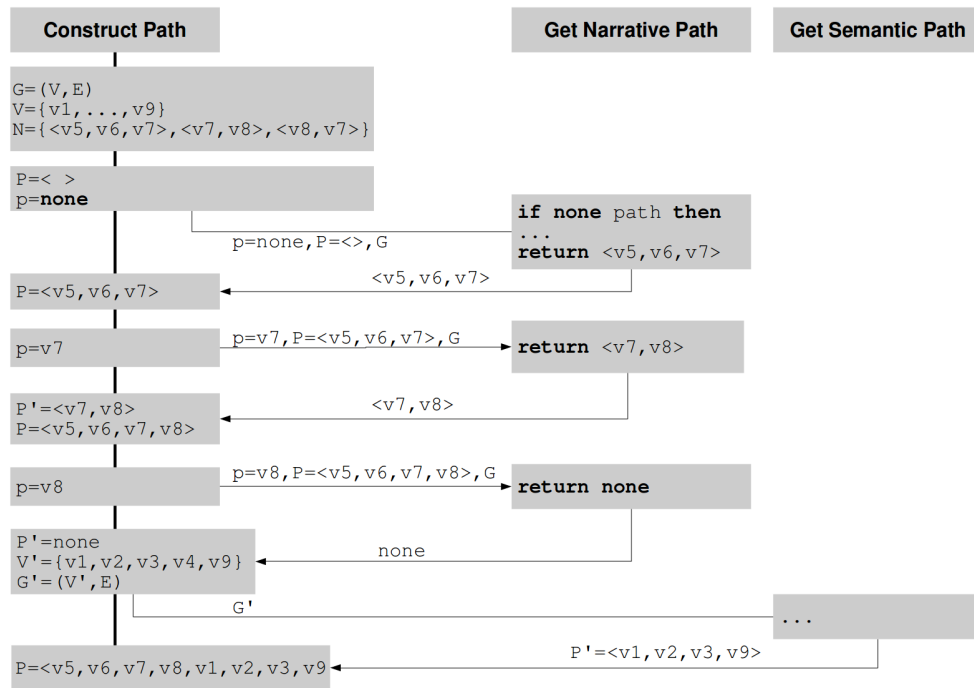 Construct Path
Get Narrative Path
Get Semantic Path
G=(V,E)
V={v1,...,v9}
N={<v5,v6,v7>,<v7,v8>,<v8,v7>}
P=< >
p=none
if none path then
...
return <v5,v6,v7>
p=none,P=<>,G
<v5,v6,v7>
P=<v5,v6,v7>
p=v7
p=v7,P=<v5,v6,v7>,G
return <v7,v8>
<v7,v8>
P'=<v7,v8>
P=<v5,v6,v7,v8>
p=v8
p=v8,P=<v5,v6,v7,v8>,G
return none
none
P'=none
V'={v1,v2,v3,v4,v9}
G'=(V',E)
G'
...
P'=<v1,v2,v3,v9>
P=<v5,v6,v7,v8,v1,v2,v3,v9